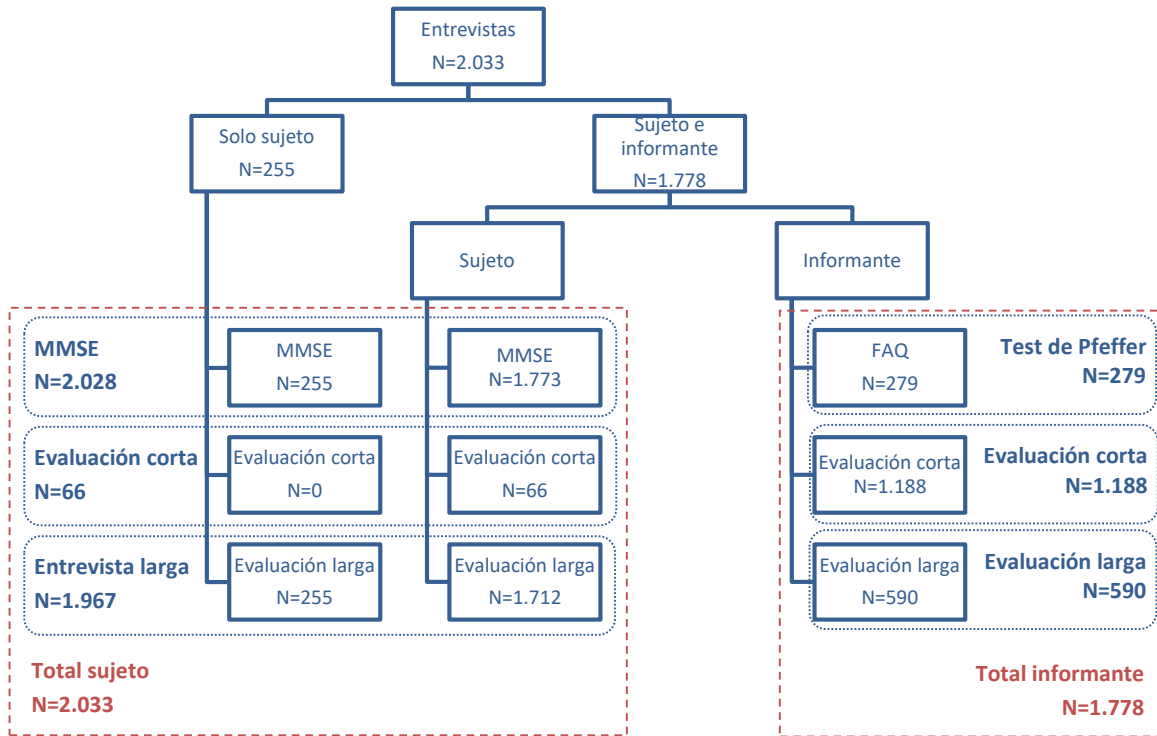 Entrevistas
N=2.033
Solo sujeto
N=255
Sujeto e
informante
N=1.778
Sujeto
Informante
MMSE
N=2.028
MMSE
N=255
MMSE
N=1.773
FAQ
N=279
Test de Pfeffer
N=279
Evaluación corta
N=66
Evaluación corta
N=0
Evaluación corta
N=66
Evaluación corta
N=1.188
Evaluación corta
N=1.188
Entrevista larga
N=1.967
Evaluación larga
N=255
Evaluación larga
N=1.712
Evaluación larga
N=590
Evaluación larga
N=590
Total sujeto
N=2.033
Total informante
N=1.778